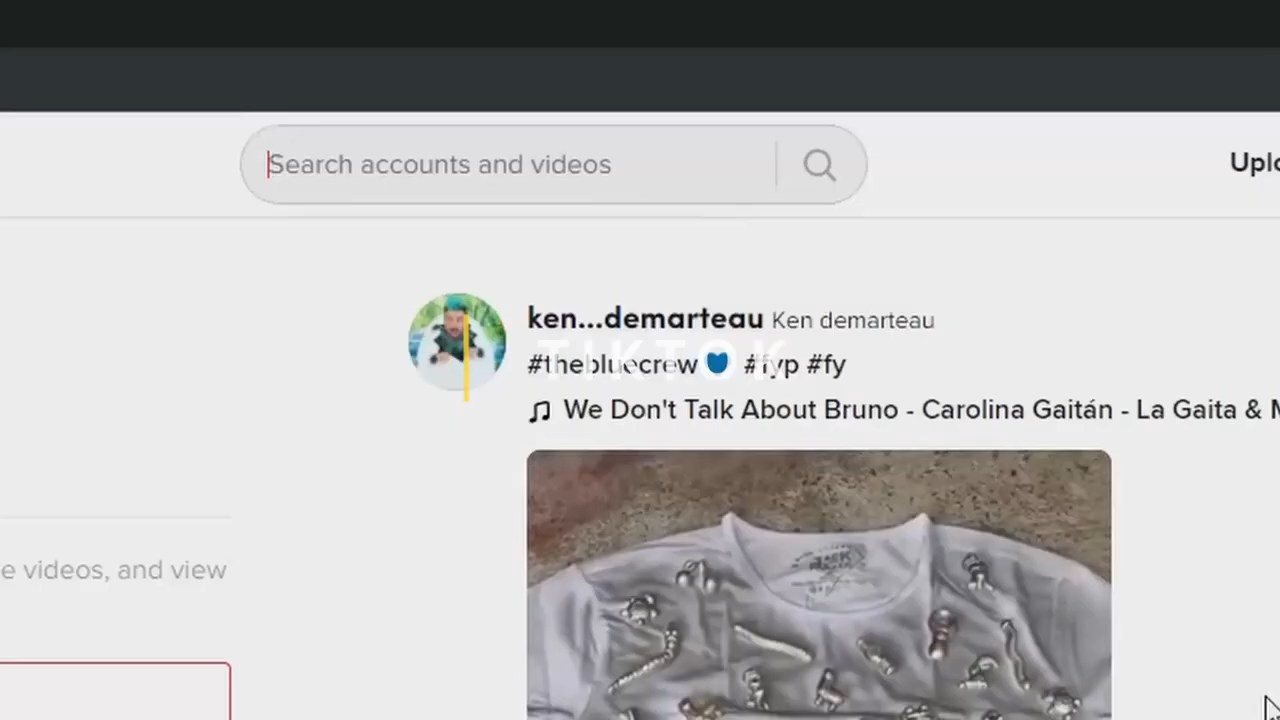 Search accounts and videos
Uplo
ken...demarteau Ken demarteau
#thebluecrew💙 #fyp #fy
TIKTOK
We Don't Talk About Bruno - Carolina Gaitán - La Gaita & M
e videos, and view